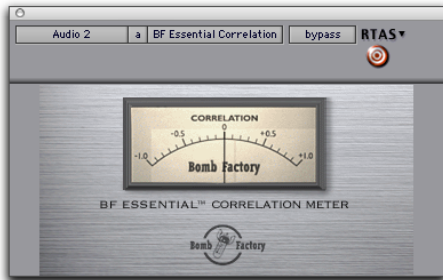 Audio 2 a BF Essential Correlation bypass RTAS
CORRELATION
-1.0 -0.5 0 +0.5 +1.0
Bomb Factory
BF ESSENTIAL™ CORRELATION METER
Bomb Factory